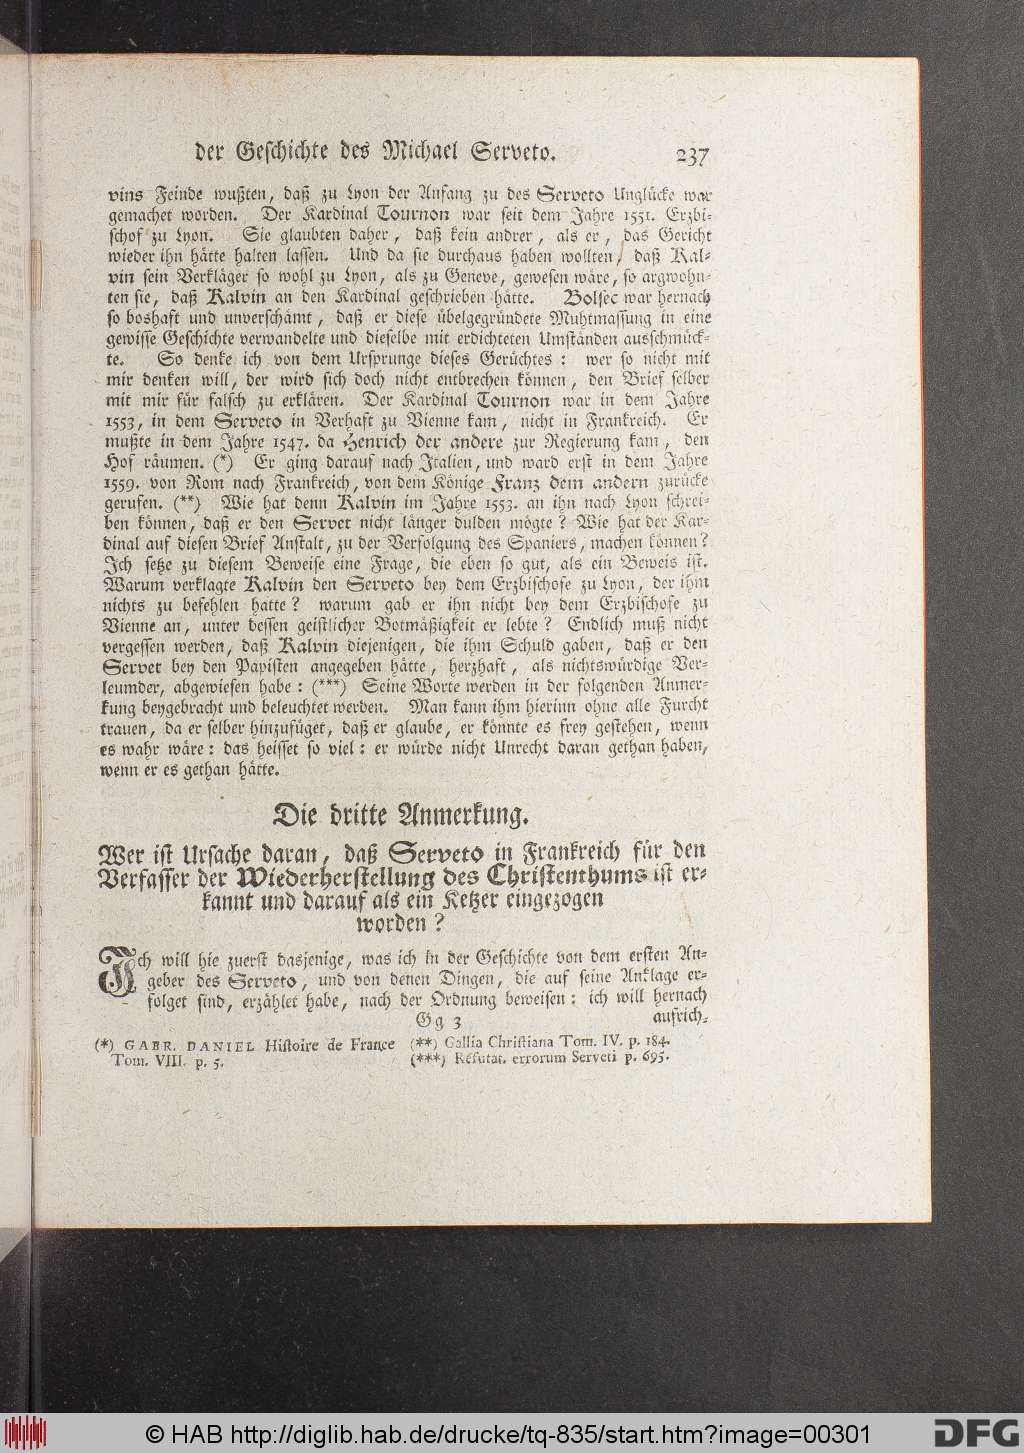 der Geschichte des Michael Serveto. 237
vins Feinde wußten, daß zu Lyon der Anfang zu des Serveto Unglücke war
gemachet worden. Der Kardinal Tournon war seit dem Jahre 1551. Erzbi-
schof zu Lyon. Sie glaubten daher, daß kein andrer, als er, das Gericht
wieder ihn hätte halten lassen. Und da sie durchaus haben wollten, daß Kal-
vin sein Verkläger so wohl zu Lyon, als zu Geneve, gewesen wäre, so argwohn-
ten sie, daß Kalvin an den Kardinal geschrieben hätte. Bolsec war hernach
so boshaft und unverschämt, daß er diese übelgegründete Muhtmassung in eine
gewisse Geschichte verwandelte und dieselbe mit erdichteten Umständen ausschmück-
te. So denke ich von dem Ursprunge dieses Gerüchtes: wer so nicht mit
mir denken will, der wird sich doch nicht entbrechen können, den Brief selber
mit mir für falsch zu erklären. Der Kardinal Tournon war in dem Jahre
1553, in dem Serveto in Verhaft zu Vienne kam, nicht in Frankreich. Er
mußte in dem Jahre 1547. da Henrich der andere zur Regierung kam, den
Hof räumen. (*) Er ging darauf nach Italien, und ward erst in dem Jahre
1559. von Rom nach Frankreich, von dem Könige Franz dem andern zurücke
gerufen. (**) Wie hat denn Kalvin im Jahre 1553. an ihn nach Lyon schrei-
ben können, daß er den Servet nicht länger dulden mögte? Wie hat der Kar-
dinal auf diesen Brief Anstalt, zu der Verfolgung des Spaniers, machen können?
Ich setze zu diesem Beweise eine Frage, die eben so gut, als ein Beweis ist.
Warum verklagte Kalvin den Serveto bey dem Erzbischofe zu Lyon, der ihm
nichts zu befehlen hatte? warum gab er ihn nicht bey dem Erzbischofe zu
Vienne an, unter dessen geistlicher Botmäßigkeit er lebte? Endlich muß nicht
vergessen werden, daß Kalvin diejenigen, die ihm Schuld gaben, daß er den
Servet bey den Papisten angegeben hätte, herzhaft, als nichtswürdige Ver-
leumder, abgewiesen habe: (***) Seine Worte werden in der folgenden Anmer-
kung beygebracht und beleuchtet werden. Man kann ihm hierinn ohne alle Furcht
trauen, da er selber hinzufüget, daß er glaube, er könnte es frey gestehen, wenn
es wahr wäre: das heisset so viel: er würde nicht Unrecht daran gethan haben,
wenn er es gethan hätte.
Die dritte Anmerkung.
Wer ist Ursache daran, daß Serveto in Frankreich für den
Verfasser der Wiederherstellung des Christenthums ist er-
kannt und darauf als ein Ketzer eingezogen
worden?
Ich will hie zuerst dasjenige, was ich in der Geschichte von dem ersten An-
geber des Serveto, und von denen Dingen, die auf seine Anklage er-
folget sind, erzählet habe, nach der Ordnung beweisen: ich will hernach
Gg 3 aufrich-
(*) GABR. DANIEL Histoire de France
Tom. VIII. p. 5.
(**) Gallia Christiana Tom. IV. p. 184.
(***) Refutat. errorum Serveti p. 695.
© HAB http://diglib.hab.de/drucke/tq-835/start.htm?image=00301
DFG